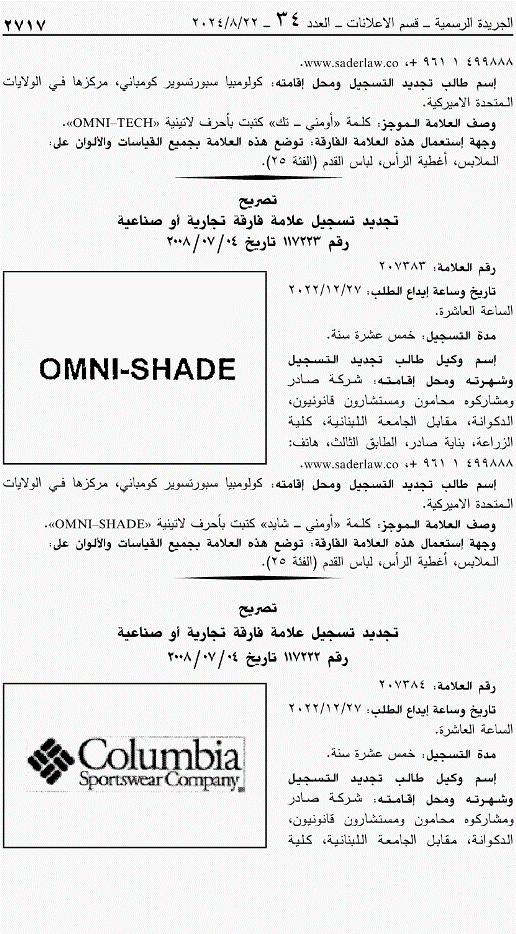 الجريدة الرسمية ــ قسم الاعلانات ــ العدد ٣٤ ــ ٢٠٢٤/٨/٢٢
٢٧١٧
٤٩٩٨٨٨ ١ ٩٦١ +، www.saderlaw.co.
إسم طالب تجديد التسجيل ومحل إقامته: كولومبيا سبورتسوير كومباني، مركزها في الولايات
المتحدة الاميركية.
وصف العلامة الموجز: كلمة «أومني ــ تك» كتبت بأحرف لاتينية «OMNI–TECH».
وجهة إستعمال هذه العلامة الفارقة: توضع هذه العلامة بجميع القياسات والألوان على:
الملابس، أغطية الرأس، لباس القدم (الفئة ٢٥).
تصريح
تجديد تسجيل علامة فارقة تجارية أو صناعية
رقم ١١٧٢٢٣ تاريخ ٢٠٠٨/٠٧/٠٤
رقم العلامة: ٢٠٧٣٨٣
تاريخ وساعة إيداع الطلب: ٢٠٢٢/١٢/٢٧
الساعة العاشرة.
مدة التسجيل: خمس عشرة سنة.
إسم وكيل طالب تجديد التسجيل
وشهرته ومحل إقامته: شركة صادر
ومشاركوه محامون ومستشارون قانونيون،
الدكوانة، مقابل الجامعة اللبنانية، كلية
الزراعة، بناية صادر، الطابق الثالث، هاتف:
OMNI-SHADE
٤٩٩٨٨٨ ١ ٩٦١ +، www.saderlaw.co.
إسم طالب تجديد التسجيل ومحل إقامته: كولومبيا سبورتسوير كومباني، مركزها في الولايات
المتحدة الاميركية.
وصف العلامة الموجز: كلمة «أومني ــ شايد» كتبت بأحرف لاتينية «OMNI–SHADE».
وجهة إستعمال هذه العلامة الفارقة: توضع هذه العلامة بجميع القياسات والألوان على:
الملابس، أغطية الرأس، لباس القدم (الفئة ٢٥).
تصريح
تجديد تسجيل علامة فارقة تجارية أو صناعية
رقم ١١٧٢٢٢ تاريخ ٢٠٠٨/٠٧/٠٤
رقم العلامة: ٢٠٧٣٨٤
تاريخ وساعة إيداع الطلب: ٢٠٢٢/١٢/٢٧
الساعة العاشرة.
مدة التسجيل: خمس عشرة سنة.
إسم وكيل طالب تجديد التسجيل
وشهرته ومحل إقامته: شركة صادر
ومشاركوه محامون ومستشارون قانونيون،
الدكوانة، مقابل الجامعة اللبنانية، كلية
Columbia
Sportswear Company